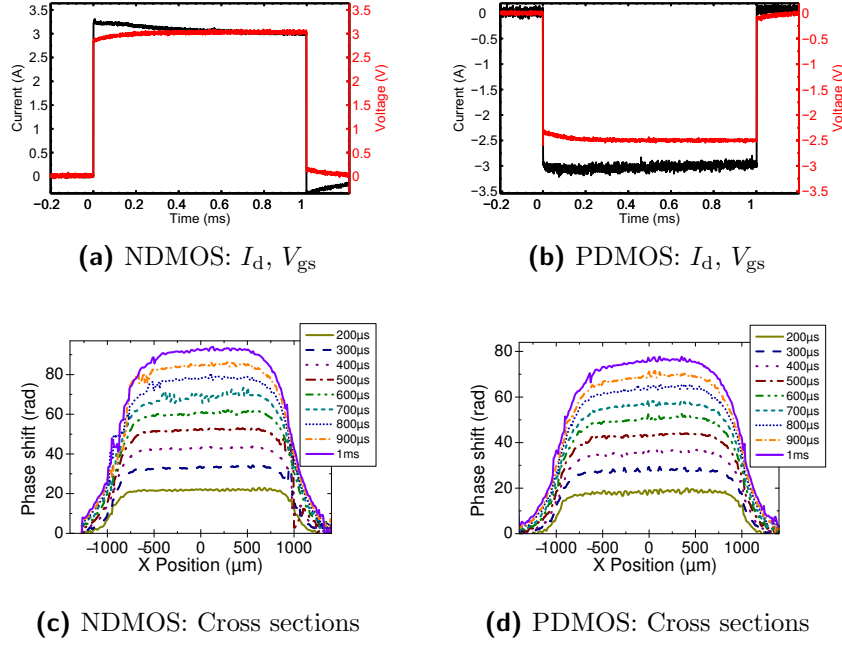 3.5
3
2.5
2
1.5
1
0.5
0
Current (A)
3.5
3
2.5
2
1.5
1
0.5
0
Voltage (V)
−0.2 0 0.2 0.4 0.6 0.8 1 1.2
Time (ms)
(a) NDMOS: Id, Vgs
0
−0.5
−1
−1.5
−2
−2.5
−3
−3.5
Current (A)
0
−0.5
−1
−1.5
−2
−2.5
−3
−3.5
Voltage (V)
−0.2 0 0.2 0.4 0.6 0.8 1 1.2
Time (ms)
(b) PDMOS: Id, Vgs
80
60
40
20
0
Phase shift (rad)
200µs
300µs
400µs
500µs
600µs
700µs
800µs
900µs
1ms
-1000 -500 0 500 1000
X Position (µm)
(c) NDMOS: Cross sections
80
60
40
20
0
Phase shift (rad)
200µs
300µs
400µs
500µs
600µs
700µs
800µs
900µs
1ms
-1000 -500 0 500 1000
X Position (µm)
(d) PDMOS: Cross sections